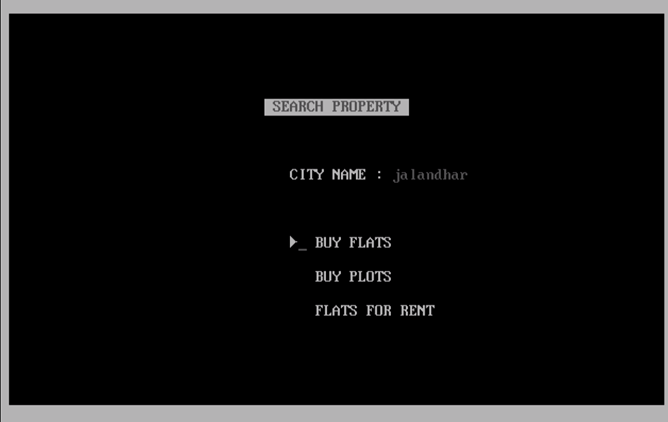 SEARCH PROPERTY
CITY NAME : jalandhar
BUY FLATS
BUY PLOTS
FLATS FOR RENT